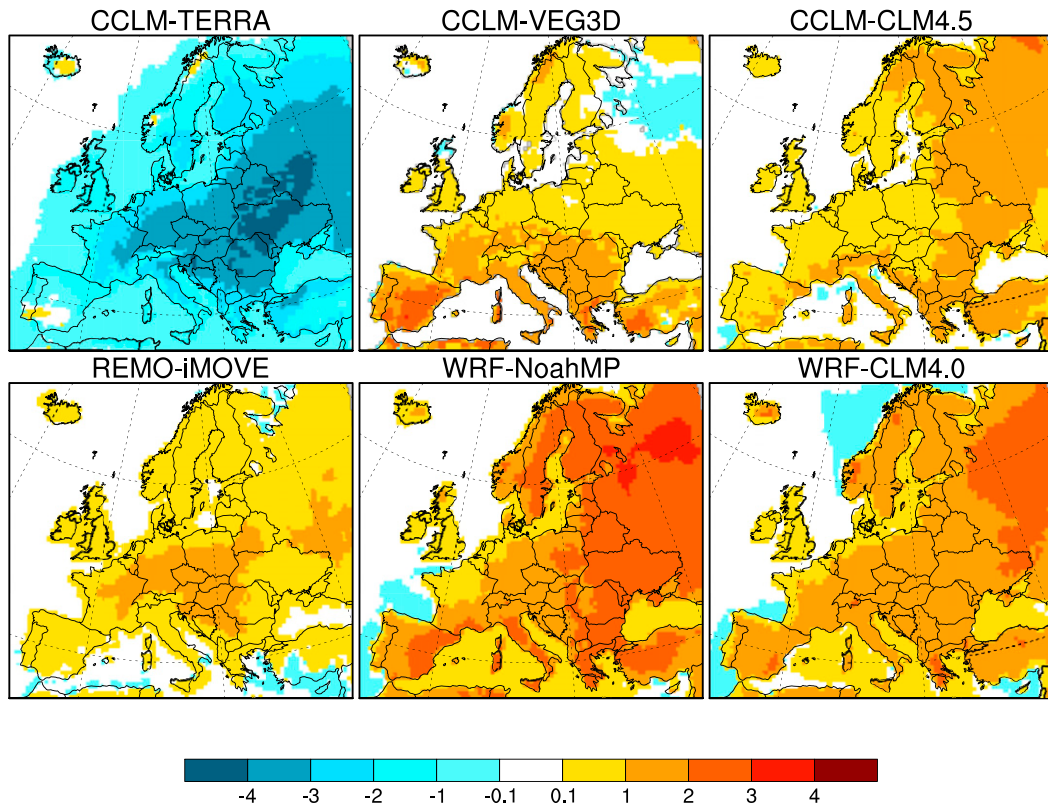 CCLM-TERRA CCLM-VEG3D CCLM-CLM4.5
REMO-iMOVE WRF-NoahMP WRF-CLM4.0
-4 -3 -2 -1 -0.1 0.1 1 2 3 4